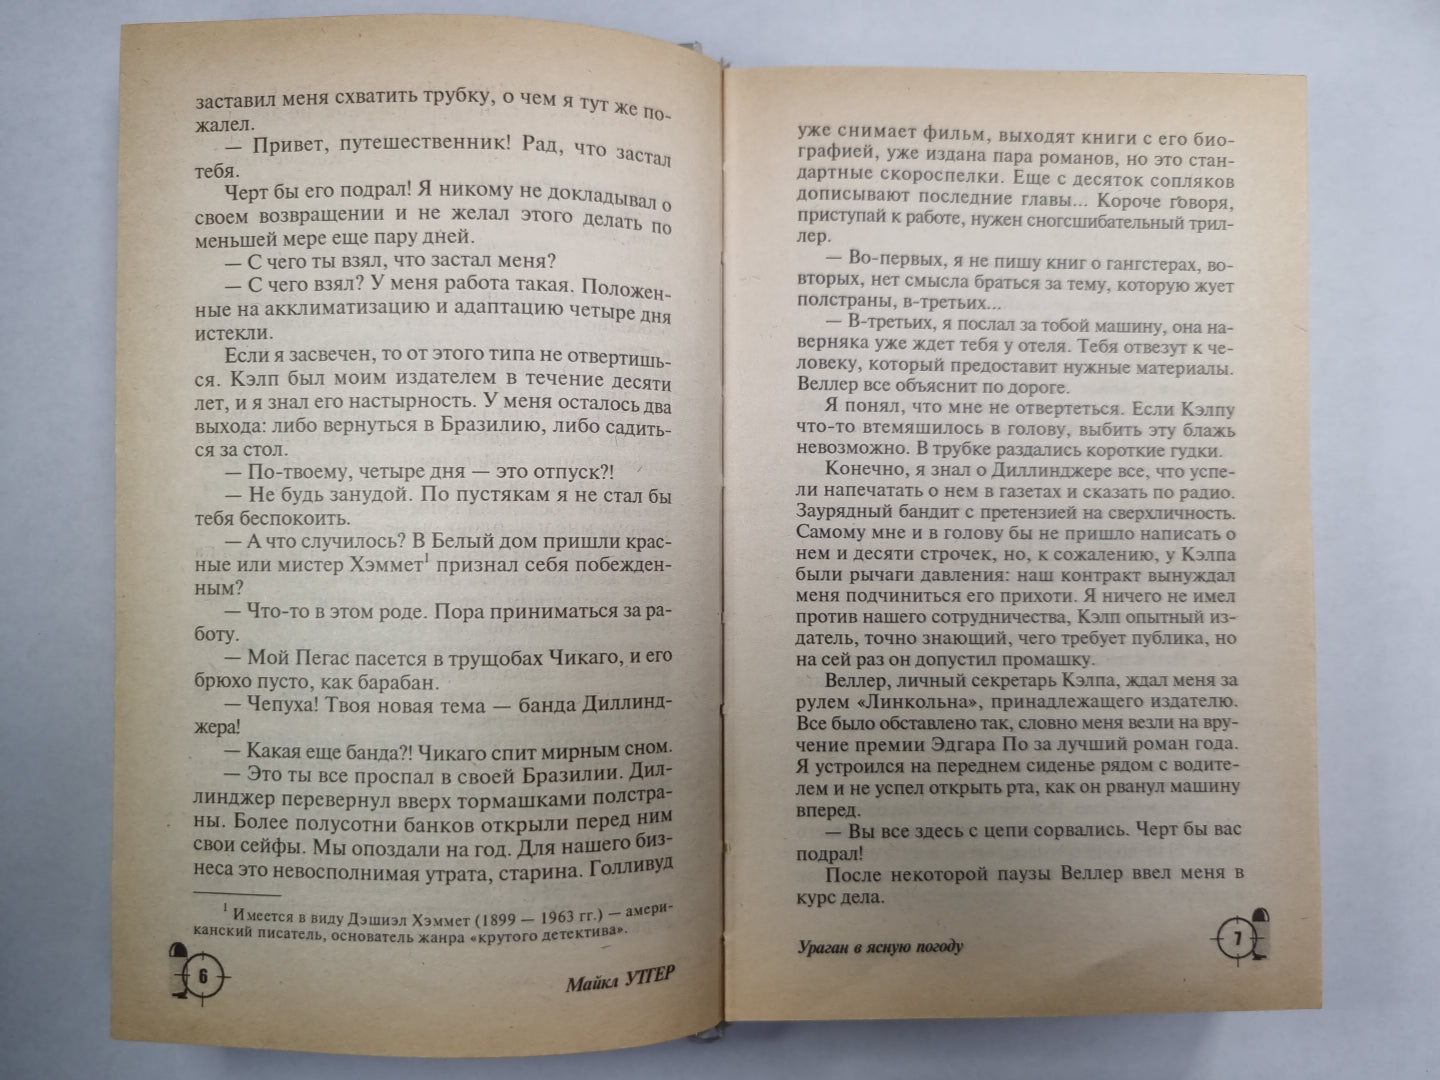 заставил меня схватить трубку, о чем я тут же по-
жалел.
— Привет, путешественник! Рад, что застал
тебя.
Черт бы его подрал! Я никому не докладывал о
своем возвращении и не желал этого делать по
меньшей мере еще пару дней.
— С чего ты взял, что застал меня?
— С чего взял? У меня работа такая. Положен-
ные на акклиматизацию и адаптацию четыре дня
истекли.
Если я засвечен, то от этого типа не отвертишь-
ся. Кэлп был моим издателем в течение десяти
лет, и я знал его настырность. У меня осталось два
выхода: либо вернуться в Бразилию, либо садить-
ся за стол.
— По-твоему, четыре дня — это отпуск?!
— Не будь занудой. По пустякам я не стал бы
тебя беспокоить.
— А что случилось? В Белый дом пришли крас-
ные или мистер Хэммет¹ признал себя побежден-
ным?
— Что-то в этом роде. Пора приниматься за ра-
боту.
— Мой Пегас пасется в трущобах Чикаго, и его
брюхо пусто, как барабан.
— Чепуха! Твоя новая тема — банда Диллинд-
жера!
— Какая еще банда?! Чикаго спит мирным сном.
— Это ты все проспал в своей Бразилии. Дил-
линджер перевернул вверх тормашками полстра-
ны. Более полусотни банков открыли перед ним
свои сейфы. Мы опоздали на год. Для нашего биз-
неса это невосполнимая утрата, старина. Голливуд
¹ Имеется в виду Дэшиэл Хэммет (1899 — 1963 гг.) — амери-
канский писатель, основатель жанра «крутого детектива».
6
Майкл УТГЕР
уже снимает фильм, выходят книги с его био-
графией, уже издана пара романов, но это стан-
дартные скороспелки. Еще с десяток сопляков
дописывают последние главы... Короче говоря,
приступай к работе, нужен сногсшибательный трил-
лер.
— Во-первых, я не пишу книг о гангстерах, во-
вторых, нет смысла браться за тему, которую жует
полстраны, в-третьих...
— В-третьих, я послал за тобой машину, она на-
верняка уже ждет тебя у отеля. Тебя отвезут к че-
ловеку, который предоставит нужные материалы.
Веллер все объяснит по дороге.
Я понял, что мне не отвертеться. Если Кэлпу
что-то втемяшилось в голову, выбить эту блажь
невозможно. В трубке раздались короткие гудки.
Конечно, я знал о Диллинджере все, что успе-
ли напечатать о нем в газетах и сказать по радио.
Заурядный бандит с претензией на сверхличность.
Самому мне и в голову бы не пришло написать о
нем и десяти строчек, но, к сожалению, у Кэлпа
были рычаги давления: наш контракт вынуждал
меня подчиниться его прихоти. Я ничего не имел
против нашего сотрудничества, Кэлп опытный из-
датель, точно знающий, чего требует публика, но
на сей раз он допустил промашку.
Веллер, личный секретарь Кэлпа, ждал меня за
рулем «Линкольна», принадлежащего издателю.
Все было обставлено так, словно меня везли на вру-
чение премии Эдгара По за лучший роман года.
Я устроился на переднем сиденье рядом с водите-
лем и не успел открыть рта, как он рванул машину
вперед.
— Вы все здесь с цепи сорвались. Черт бы вас
подрал!
После некоторой паузы Веллер ввел меня в
курс дела.
Ураган в ясную погоду
7